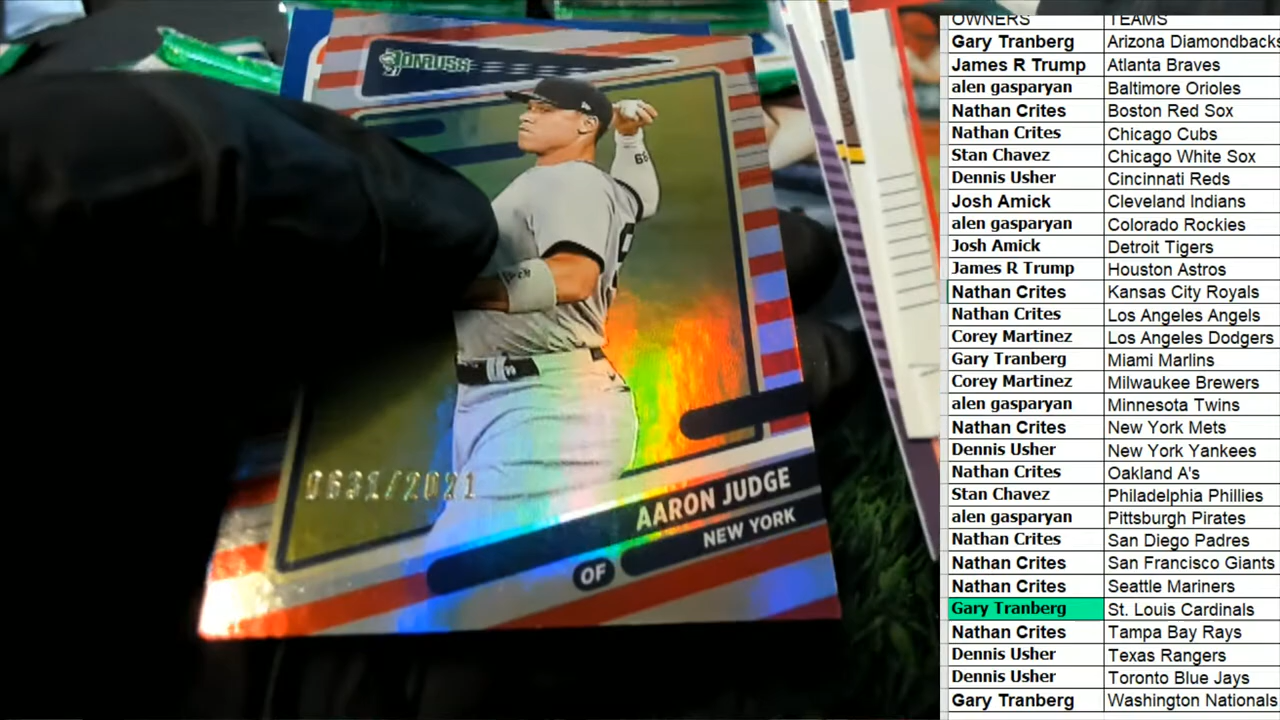 DONRUSS
99
0631/2021
AARON JUDGE
NEW YORK
OF
OWNERS TEAMS
Gary Tranberg Arizona Diamondbacks
James R Trump Atlanta Braves
alen gasparyan Baltimore Orioles
Nathan Crites Boston Red Sox
Nathan Crites Chicago Cubs
Stan Chavez Chicago White Sox
Dennis Usher Cincinnati Reds
Josh Amick Cleveland Indians
alen gasparyan Colorado Rockies
Josh Amick Detroit Tigers
James R Trump Houston Astros
Nathan Crites Kansas City Royals
Nathan Crites Los Angeles Angels
Corey Martinez Los Angeles Dodgers
Gary Tranberg Miami Marlins
Corey Martinez Milwaukee Brewers
alen gasparyan Minnesota Twins
Nathan Crites New York Mets
Dennis Usher New York Yankees
Nathan Crites Oakland A's
Stan Chavez Philadelphia Phillies
alen gasparyan Pittsburgh Pirates
Nathan Crites San Diego Padres
Nathan Crites San Francisco Giants
Nathan Crites Seattle Mariners
Gary Tranberg St. Louis Cardinals
Nathan Crites Tampa Bay Rays
Dennis Usher Texas Rangers
Dennis Usher Toronto Blue Jays
Gary Tranberg Washington Nationals